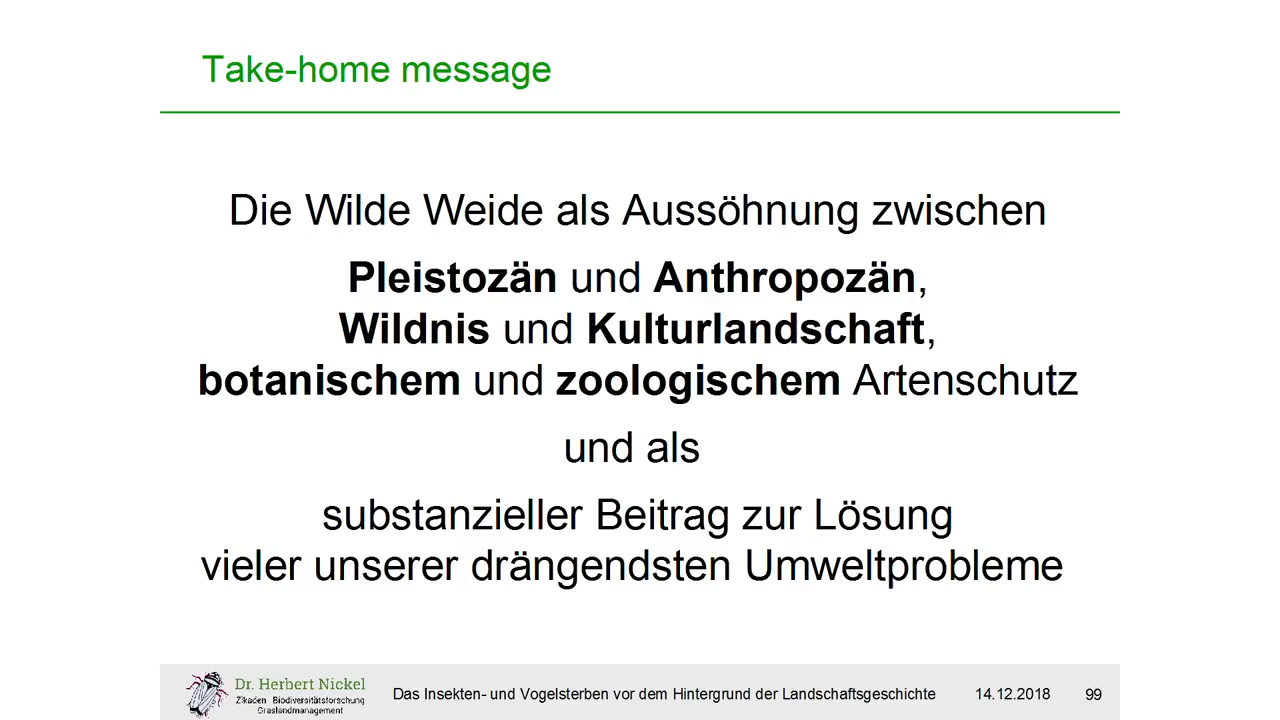 Take-home message
Die Wilde Weide als Aussöhnung zwischen
Pleistozän und Anthropozän,
Wildnis und Kulturlandschaft,
botanischem und zoologischem Artenschutz
und als
substanzieller Beitrag zur Lösung
vieler unserer drängendsten Umweltprobleme
Dr. Herbert Nickel
Zikaden Biodiversitätsforschung
Graslandmanagement
Das Insekten- und Vogelsterben vor dem Hintergrund der Landschaftsgeschichte
14.12.2018
99